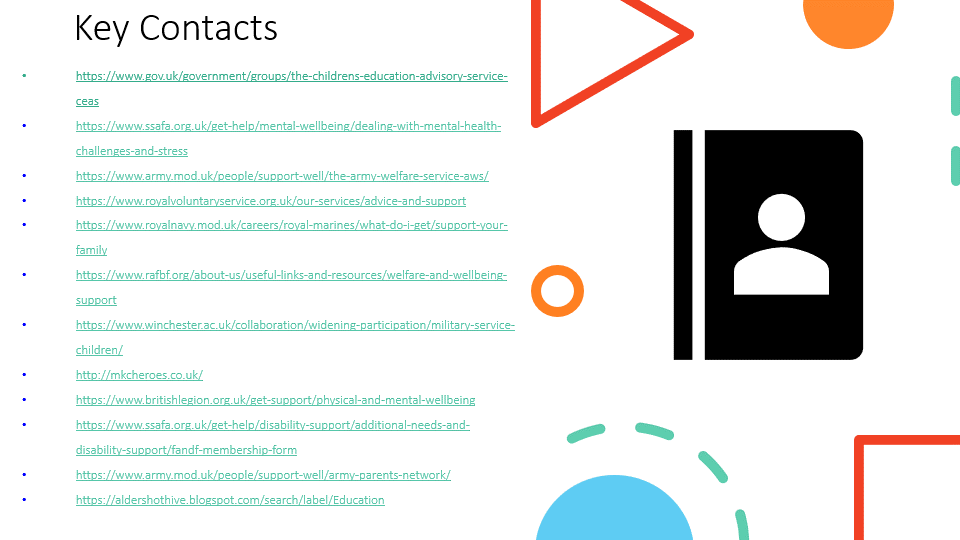 Key Contacts
• https://www.gov.uk/government/groups/the-childrens-education-advisory-service-
ceas
• https://www.ssafa.org.uk/get-help/mental-wellbeing/dealing-with-mental-health-
challenges-and-stress
• https://www.army.mod.uk/people/support-well/the-army-welfare-service-aws/
• https://www.royalvoluntaryservice.org.uk/our-services/advice-and-support
• https://www.royalnavy.mod.uk/careers/royal-marines/what-do-i-get/support-your-
family
• https://www.rafbf.org/about-us/useful-links-and-resources/welfare-and-wellbeing-
support
• https://www.winchester.ac.uk/collaboration/widening-participation/military-service-
children/
• http://mkcheroes.co.uk/
• https://www.britishlegion.org.uk/get-support/physical-and-mental-wellbeing
• https://www.ssafa.org.uk/get-help/disability-support/additional-needs-and-
disability-support/fandf-membership-form
• https://www.army.mod.uk/people/support-well/army-parents-network/
• https://aldershothive.blogspot.com/search/label/Education